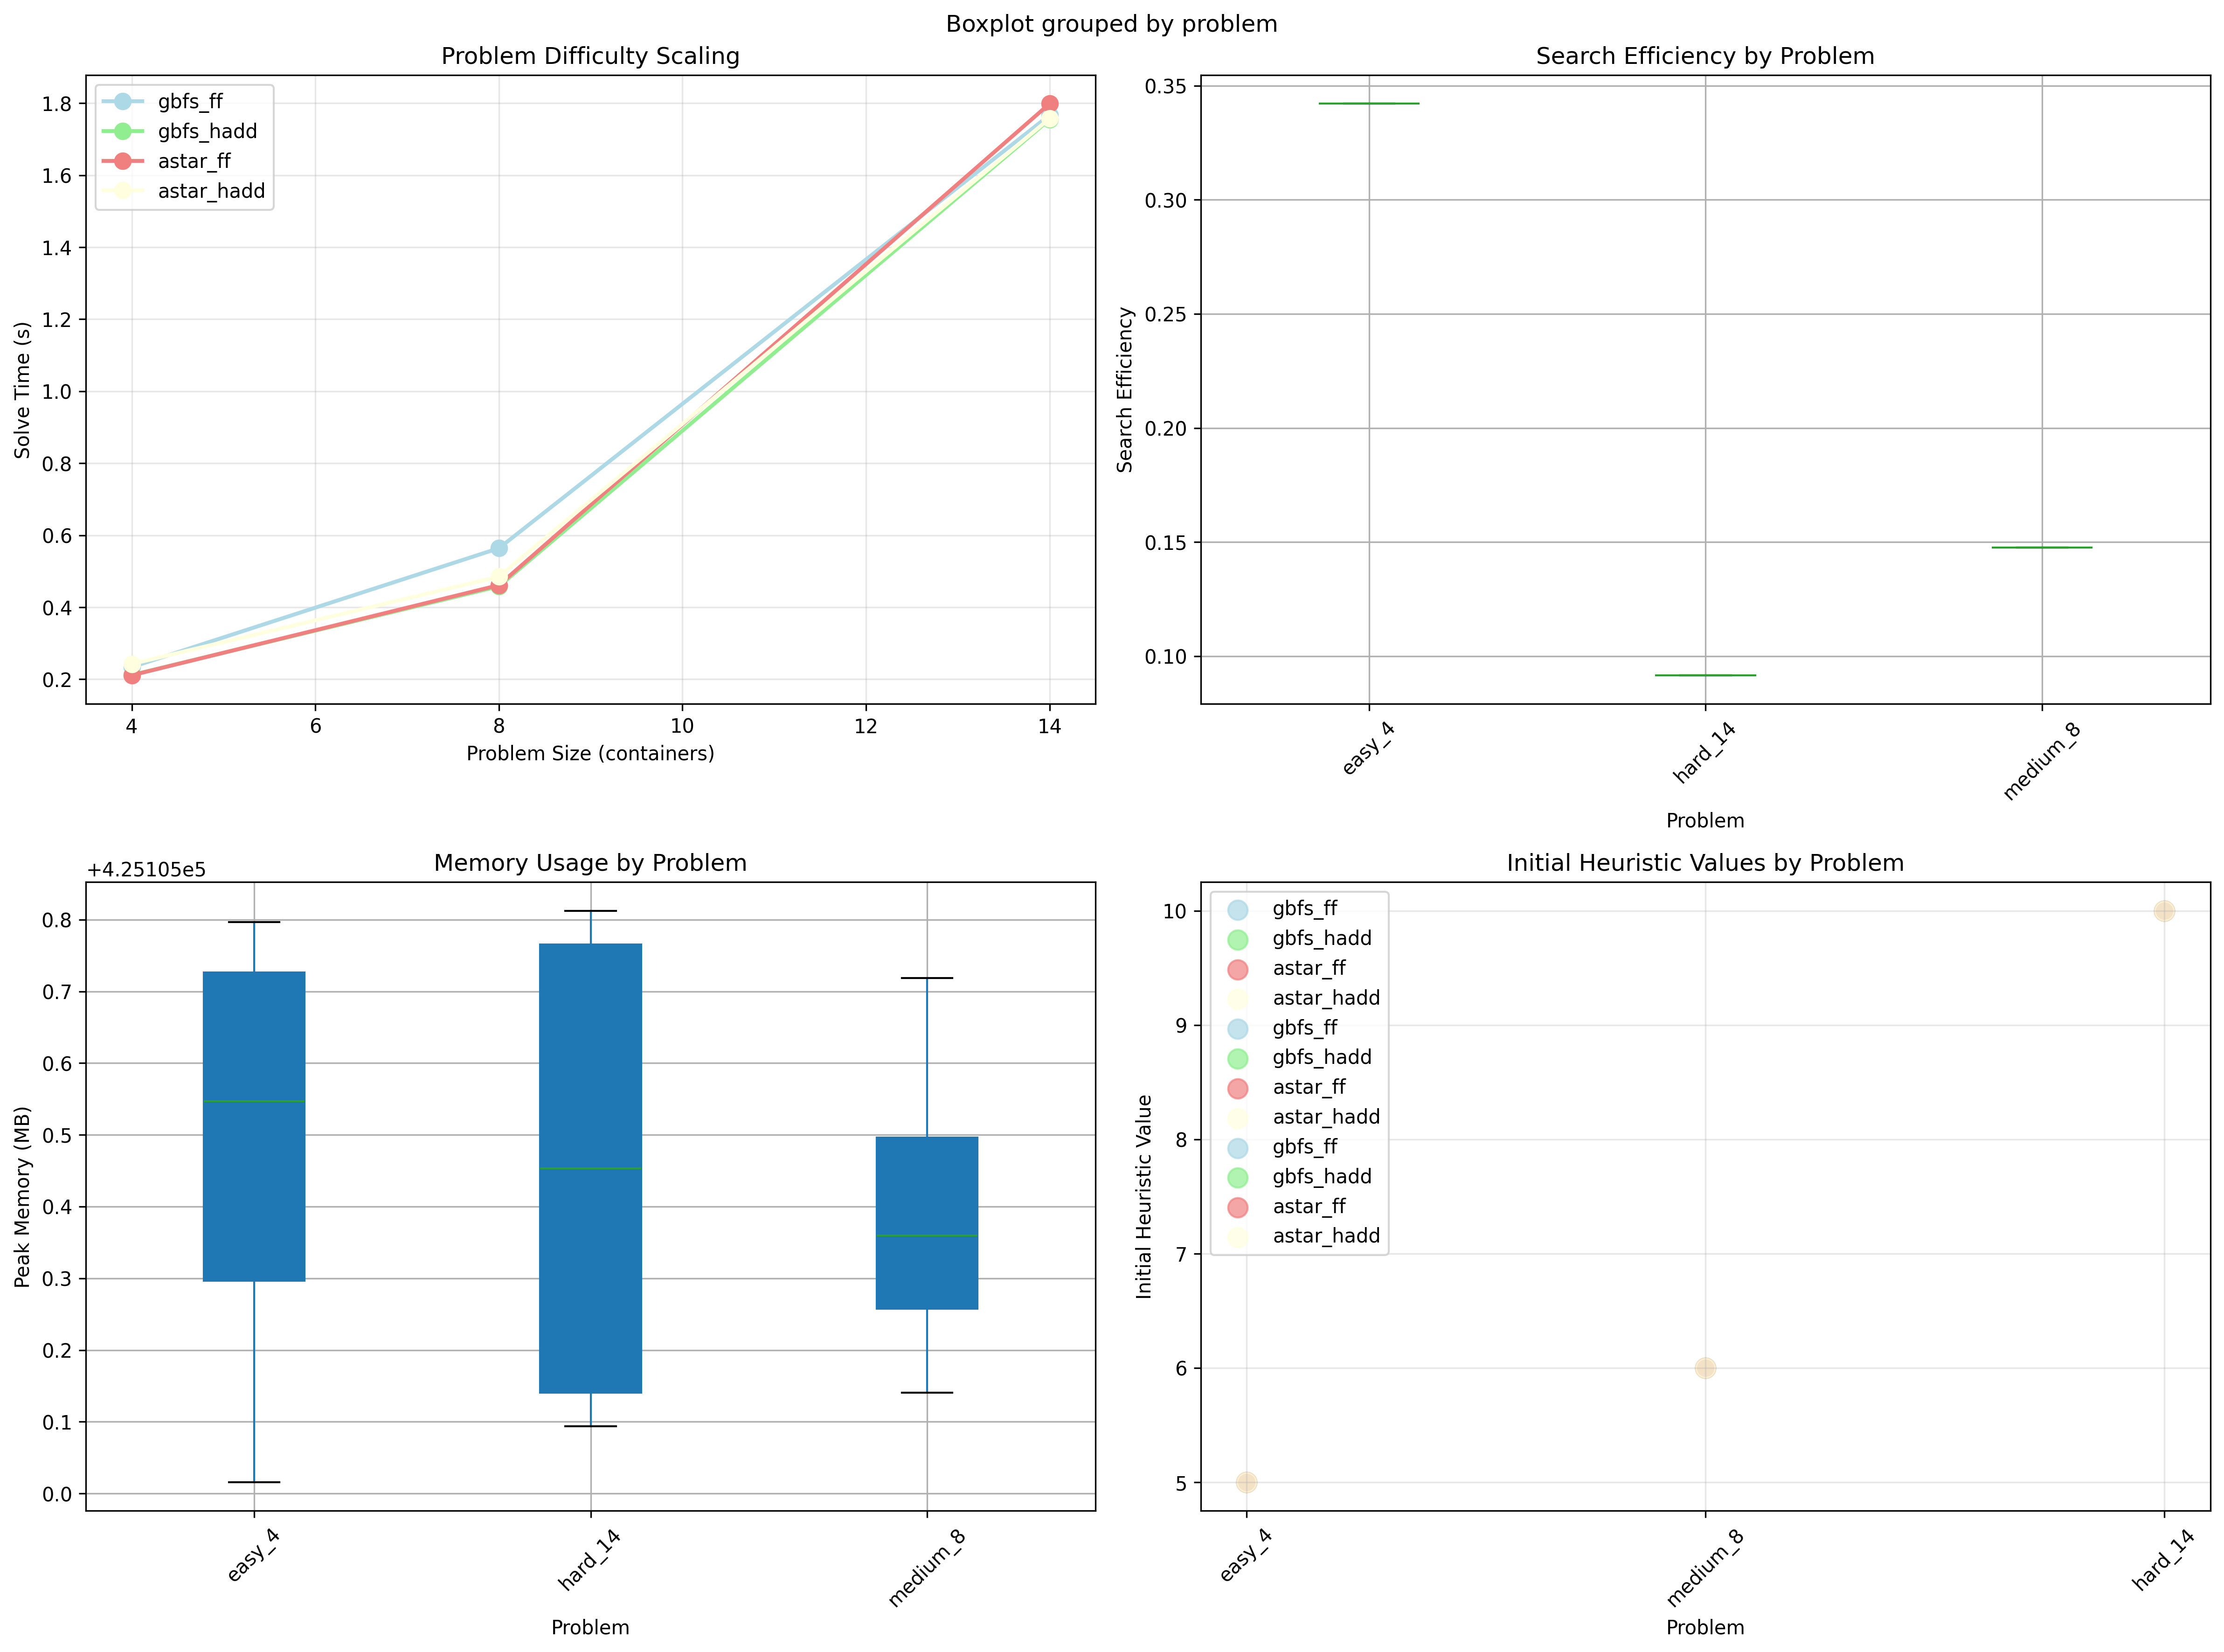 Boxplot grouped by problem
Problem Difficulty Scaling
1.8
1.6
1.4
1.2
1.0
0.8
0.6
0.4
0.2
Solve Time (s)
gbfs_ff
gbfs_hadd
astar_ff
astar_hadd
4
6
8
10
12
14
Problem Size (containers)
Search Efficiency by Problem
0.35
0.30
0.25
0.20
0.15
0.10
Search Efficiency
easy_4
hard_14
medium_8
Problem
Memory Usage by Problem
+4.25105e5
0.8
0.7
0.6
0.5
0.4
0.3
0.2
0.1
0.0
Peak Memory (MB)
easy_4
hard_14
medium_8
Problem
Initial Heuristic Values by Problem
10
9
8
7
6
5
Initial Heuristic Value
gbfs_ff
gbfs_hadd
astar_ff
astar_hadd
gbfs_ff
gbfs_hadd
astar_ff
astar_hadd
gbfs_ff
gbfs_hadd
astar_ff
astar_hadd
easy_4
medium_8
hard_14
Problem